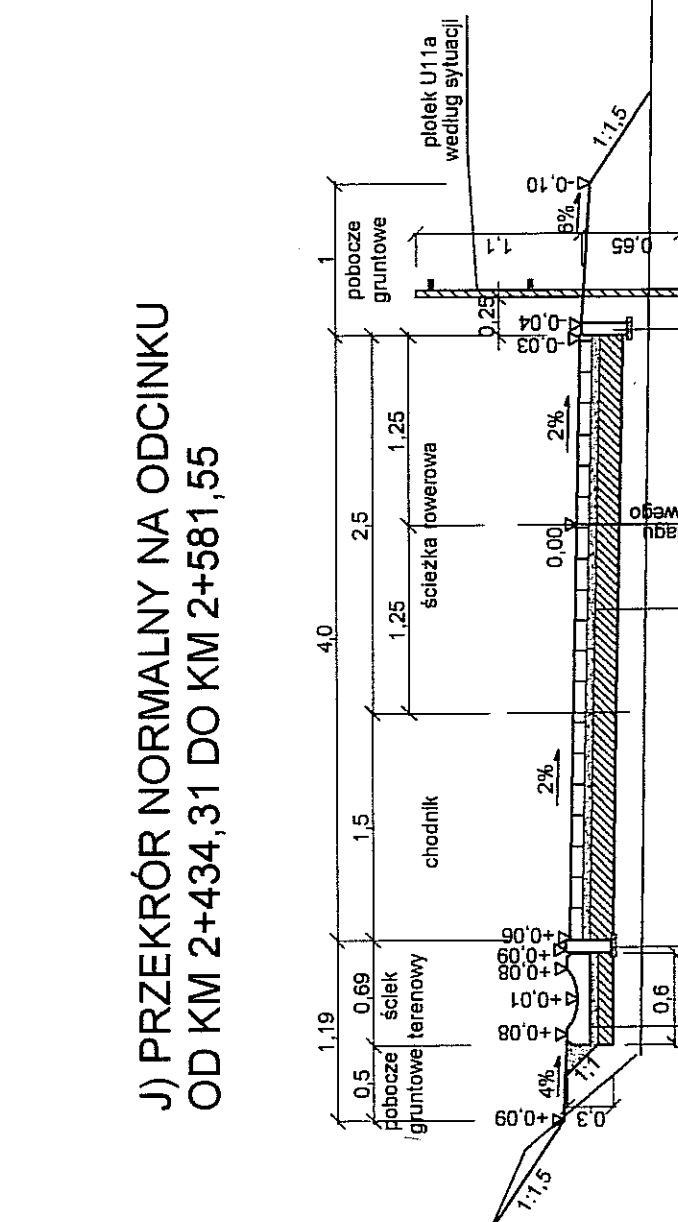 J) PRZEKRÓR NORMALNY NA ODCINKU
OD KM 2+434,31 DO KM 2+581,55
1,19
4,0
1
0,5
0,69
1,5
2,5
pobocze
gruntowe
ściek
terenowy
chodnik
1,25
ścieżka rowerowa
1,25
pobocze
gruntowe
plotek U11a
według sytuacji
0,25
1,1
0,65
+0,09
+0,08
+0,01
+0,08
+0,09
+0,06
0,00
-0,03
-0,04
-0,10
4%
2%
2%
8%
1:1,5
1:1
1:1,5
0,3
0,6